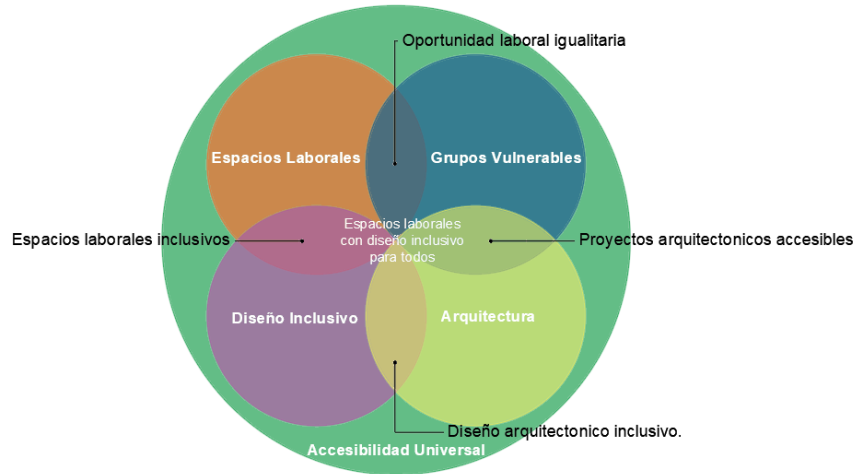 Oportunidad laboral igualitaria
Espacios Laborales
Grupos Vulnerables
Espacios laborales
con diseño inclusivo
para todos
Espacios laborales inclusivos
Proyectos arquitectonicos accesibles
Diseño Inclusivo
Arquitectura
Diseño arquitectonico inclusivo.
Accesibilidad Universal